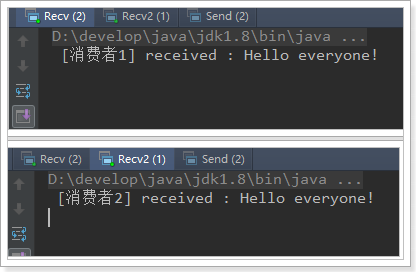 Recv (2) Recv2 (1) Send (2)
D:\develop\java\jdk1.8\bin\java ...
[消费者1] received : Hello everyone!
Recv (2) Recv2 (1) Send (2)
D:\develop\java\jdk1.8\bin\java ...
[消费者2] received : Hello everyone!